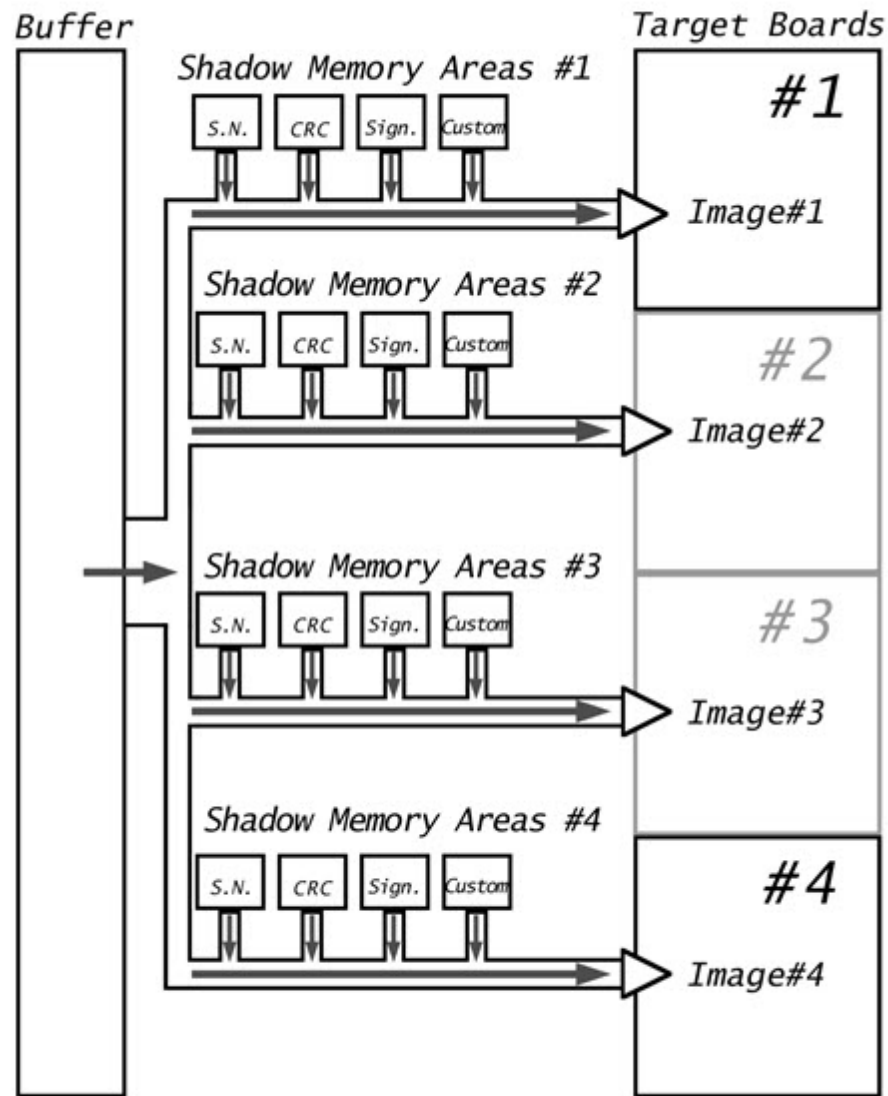 Buffer
Target Boards
Shadow Memory Areas #1
S.N. CRC Sign. Custom
#1
Image#1
Shadow Memory Areas #2
S.N. CRC Sign. Custom
#2
Image#2
Shadow Memory Areas #3
S.N. CRC Sign. Custom
#3
Image#3
Shadow Memory Areas #4
S.N. CRC Sign. Custom
#4
Image#4